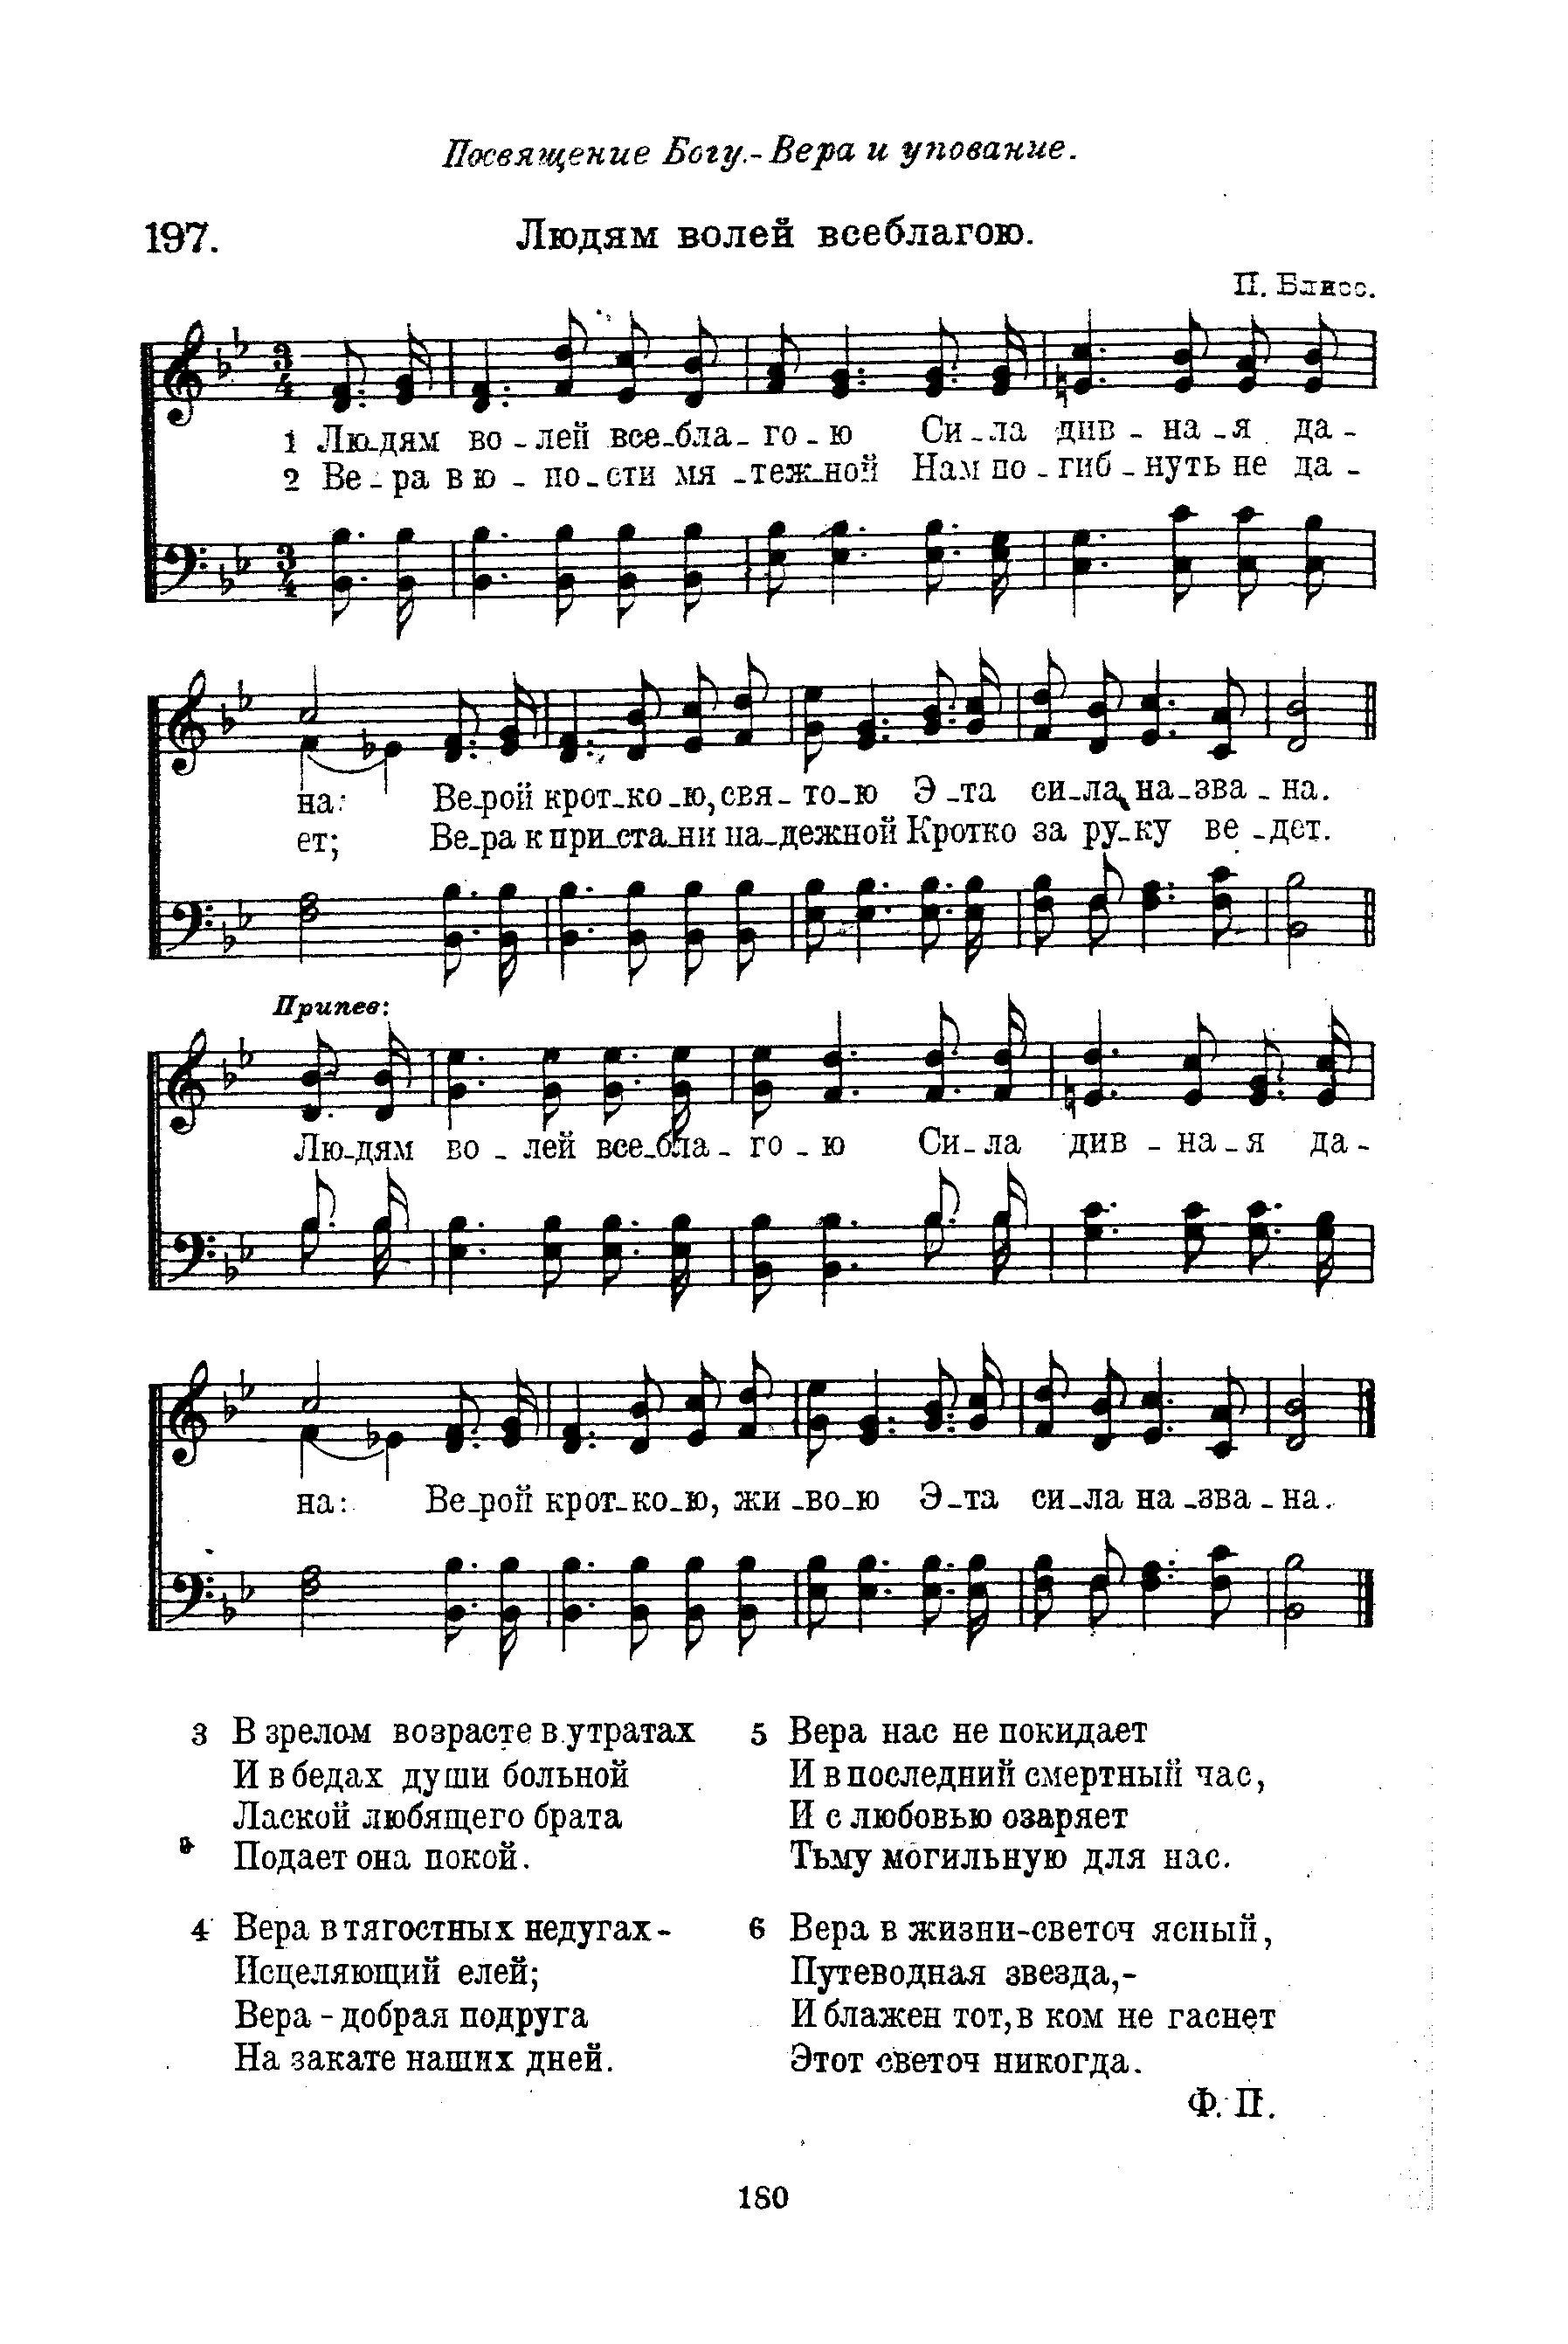 Посвящение Богу.-Вера и упование.
197. Людям волей всеблагою.
П. Блисс.
1 Лю-дям во - лей все-бла- го - ю Си - ла див - на - я да -
2 Ве - ра в ю - но - сти мя - теж-ной Нам по - гиб - нуть не да -
на: Ве-рой крот-ко-ю, свя- то-ю Э -та си-ла на-зва - на.
ет; Ве-ра к при-ста-ни на-дежной Кротко за ру-ку ве - дет.
Припев:
Лю-дям во - лей все-бла- го - ю Си- ла див - на - я да -
на: Ве-рой крот-ко-ю, жи -во-ю Э-та си-ла на -зва - на.
3 В зрелом возрасте в утратах
И в бедах души больной
Лаской любящего брата
Подает она покой.
4 Вера в тягостных недугах-
Исцеляющий елей;
Вера - добрая подруга
На закате наших дней.
5 Вера нас не покидает
И в последний смертный час,
И с любовью озаряет
Тьму могильную для нас.
6 Вера в жизни-светоч ясный,
Путеводная звезда,-
И блажен тот, в ком не гаснет
Этот светоч никогда.
Ф. П.
180